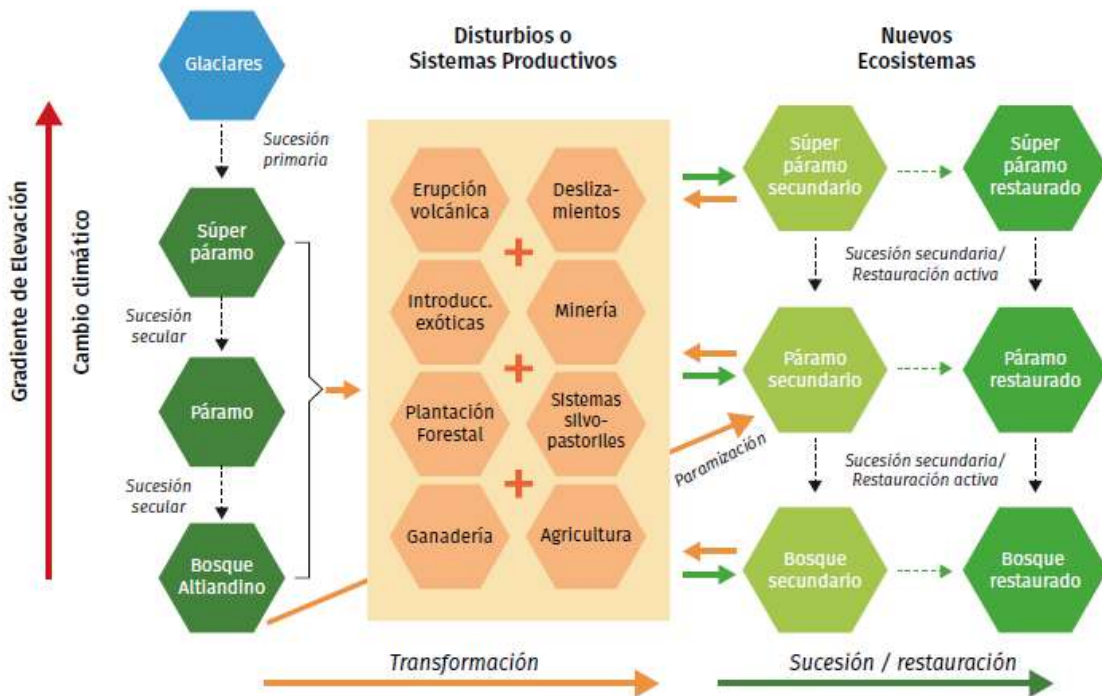 Disturbios o
Sistemas Productivos
Nuevos
Ecosistemas
Gradiente de Elevación
Cambio climático
Glaciares
Sucesión
primaria
Súper
páramo
Sucesión
secular
Páramo
Sucesión
secular
Bosque
Altiandino
Erupción
volcánica
Desliza-
mientos
+
Introducc.
exóticas
Minería
+
Plantación
Forestal
Sistemas
silvo-
pastoriles
+
Ganadería
Agricultura
Paramización
Súper
páramo
secundario
Súper
páramo
restaurado
Sucesión secundaria/
Restauración activa
Páramo
secundario
Páramo
restaurado
Sucesión secundaria/
Restauración activa
Bosque
secundario
Bosque
restaurado
Transformación
Sucesión / restauración